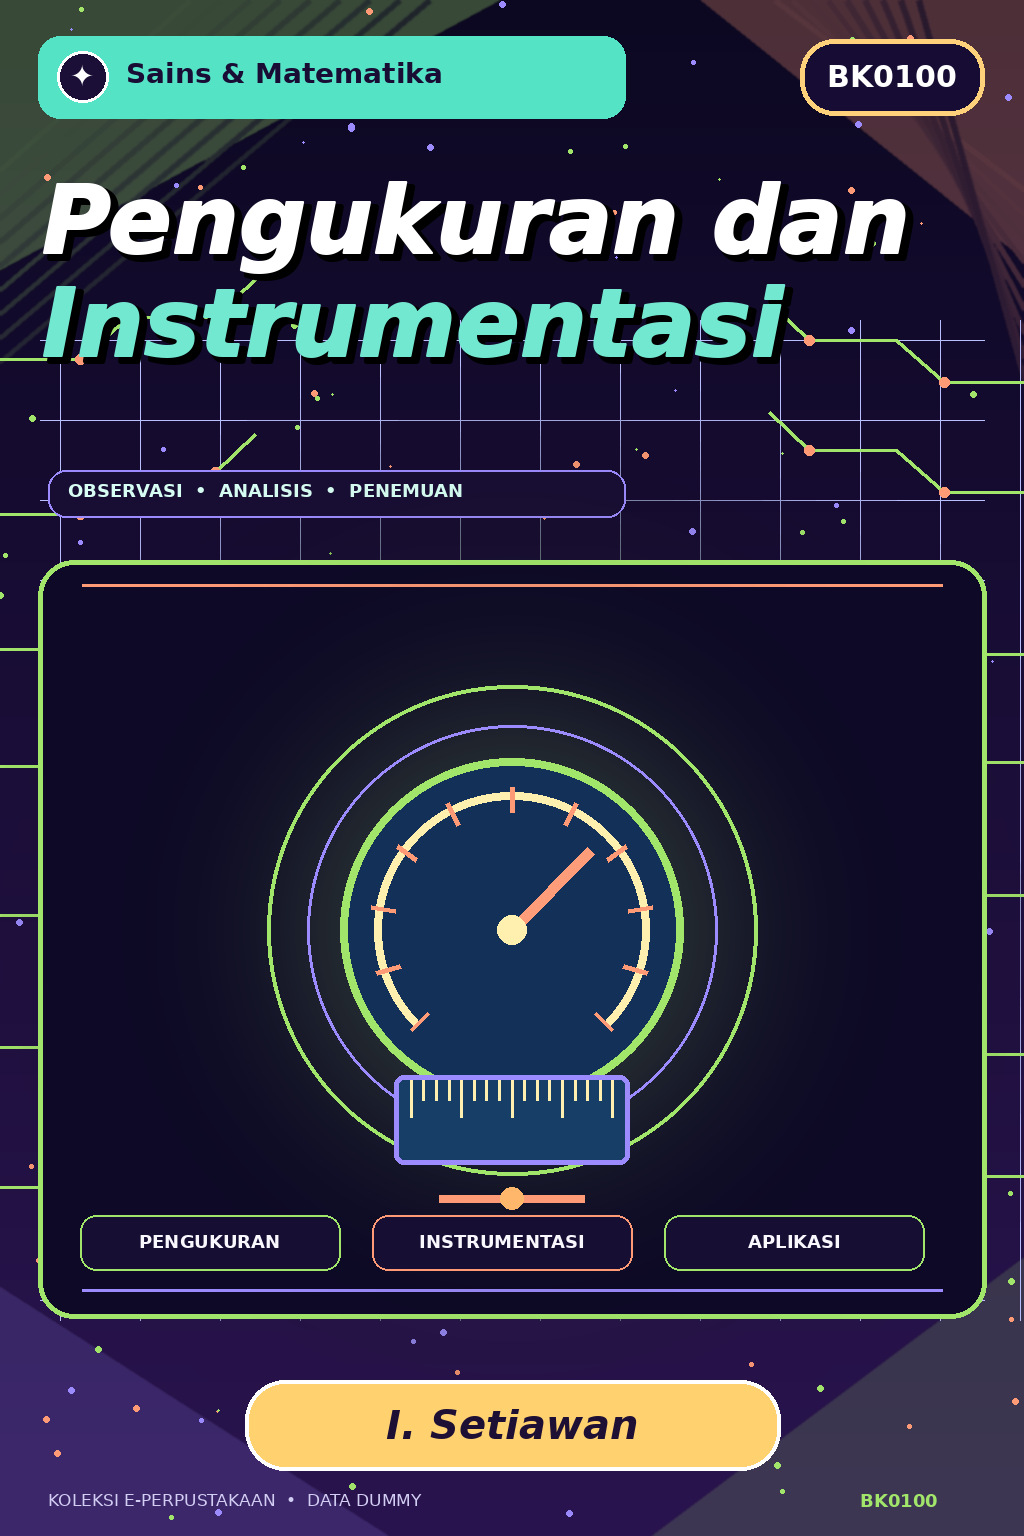 ✦ Sains & Matematika
BK0100
Pengukuran dan
Instrumentasi
OBSERVASI • ANALISIS • PENEMUAN
PENGUKURAN
INSTRUMENTASI
APLIKASI
I. Setiawan
KOLEKSI E-PERPUSTAKAAN • DATA DUMMY
BK0100